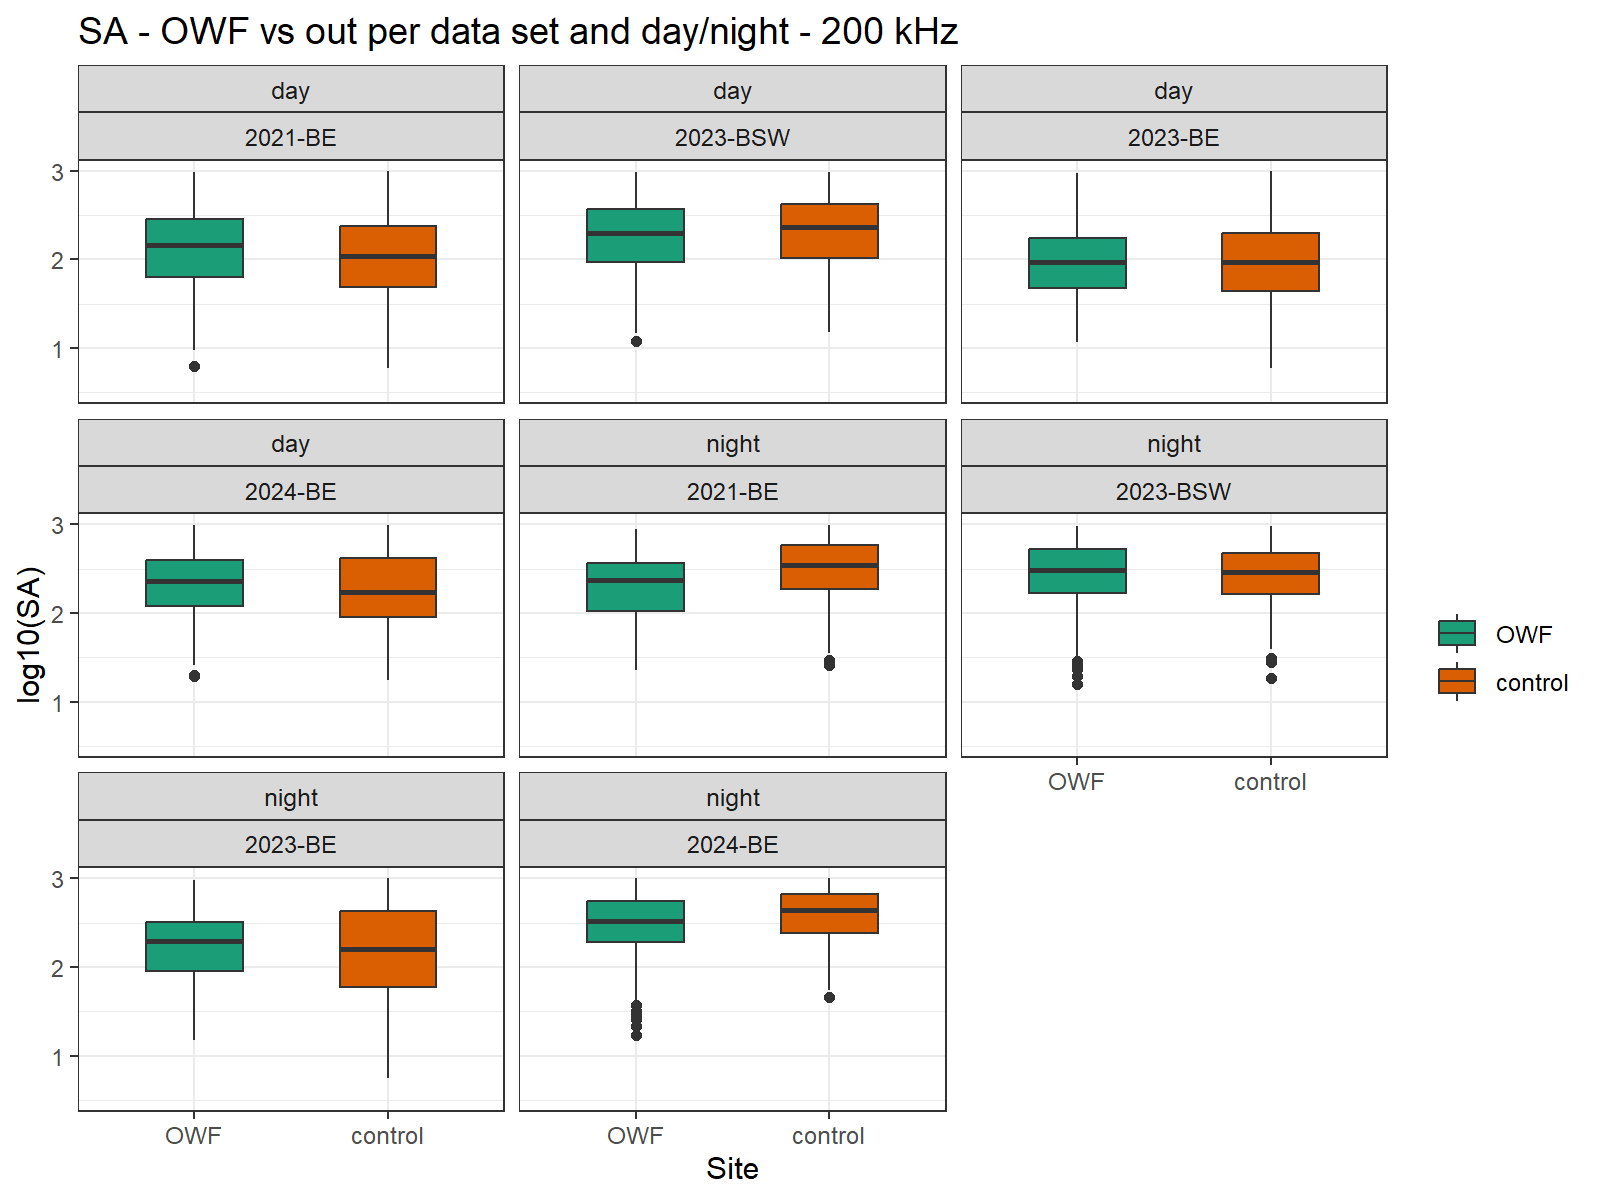 SA - OWF vs out per data set and day/night - 200 kHz
day
day
day
2021-BE
2023-BSW
2023-BE
3
2
1
day
night
night
2024-BE
2021-BE
2023-BSW
3
2
1
log10(SA)
OWF
control
OWF
control
night
night
2023-BE
2024-BE
3
2
1
OWF
control
OWF
control
Site